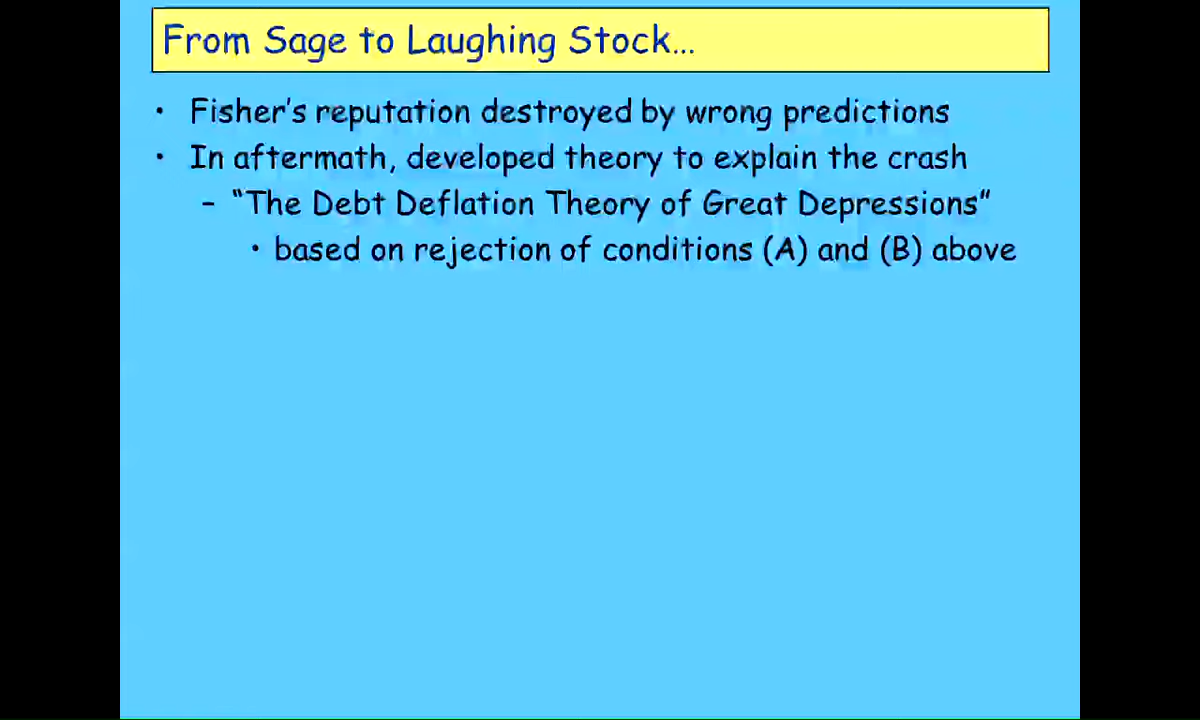 From Sage to Laughing Stock...
• Fisher's reputation destroyed by wrong predictions
• In aftermath, developed theory to explain the crash
– "The Debt Deflation Theory of Great Depressions"
• based on rejection of conditions (A) and (B) above